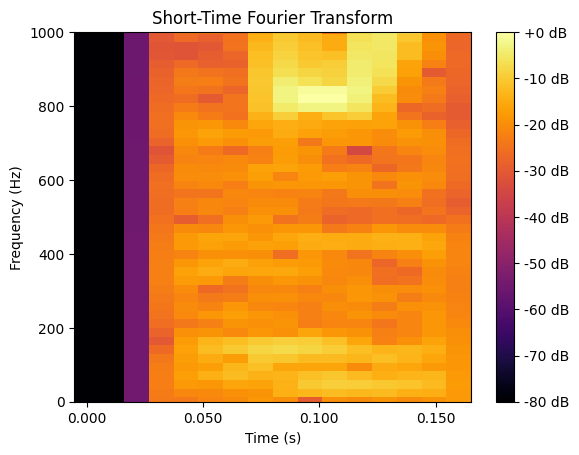 Short-Time Fourier Transform
1000
800
600
400
200
0
Frequency (Hz)
0.000
0.050
0.100
0.150
Time (s)
+0 dB
-10 dB
-20 dB
-30 dB
-40 dB
-50 dB
-60 dB
-70 dB
-80 dB